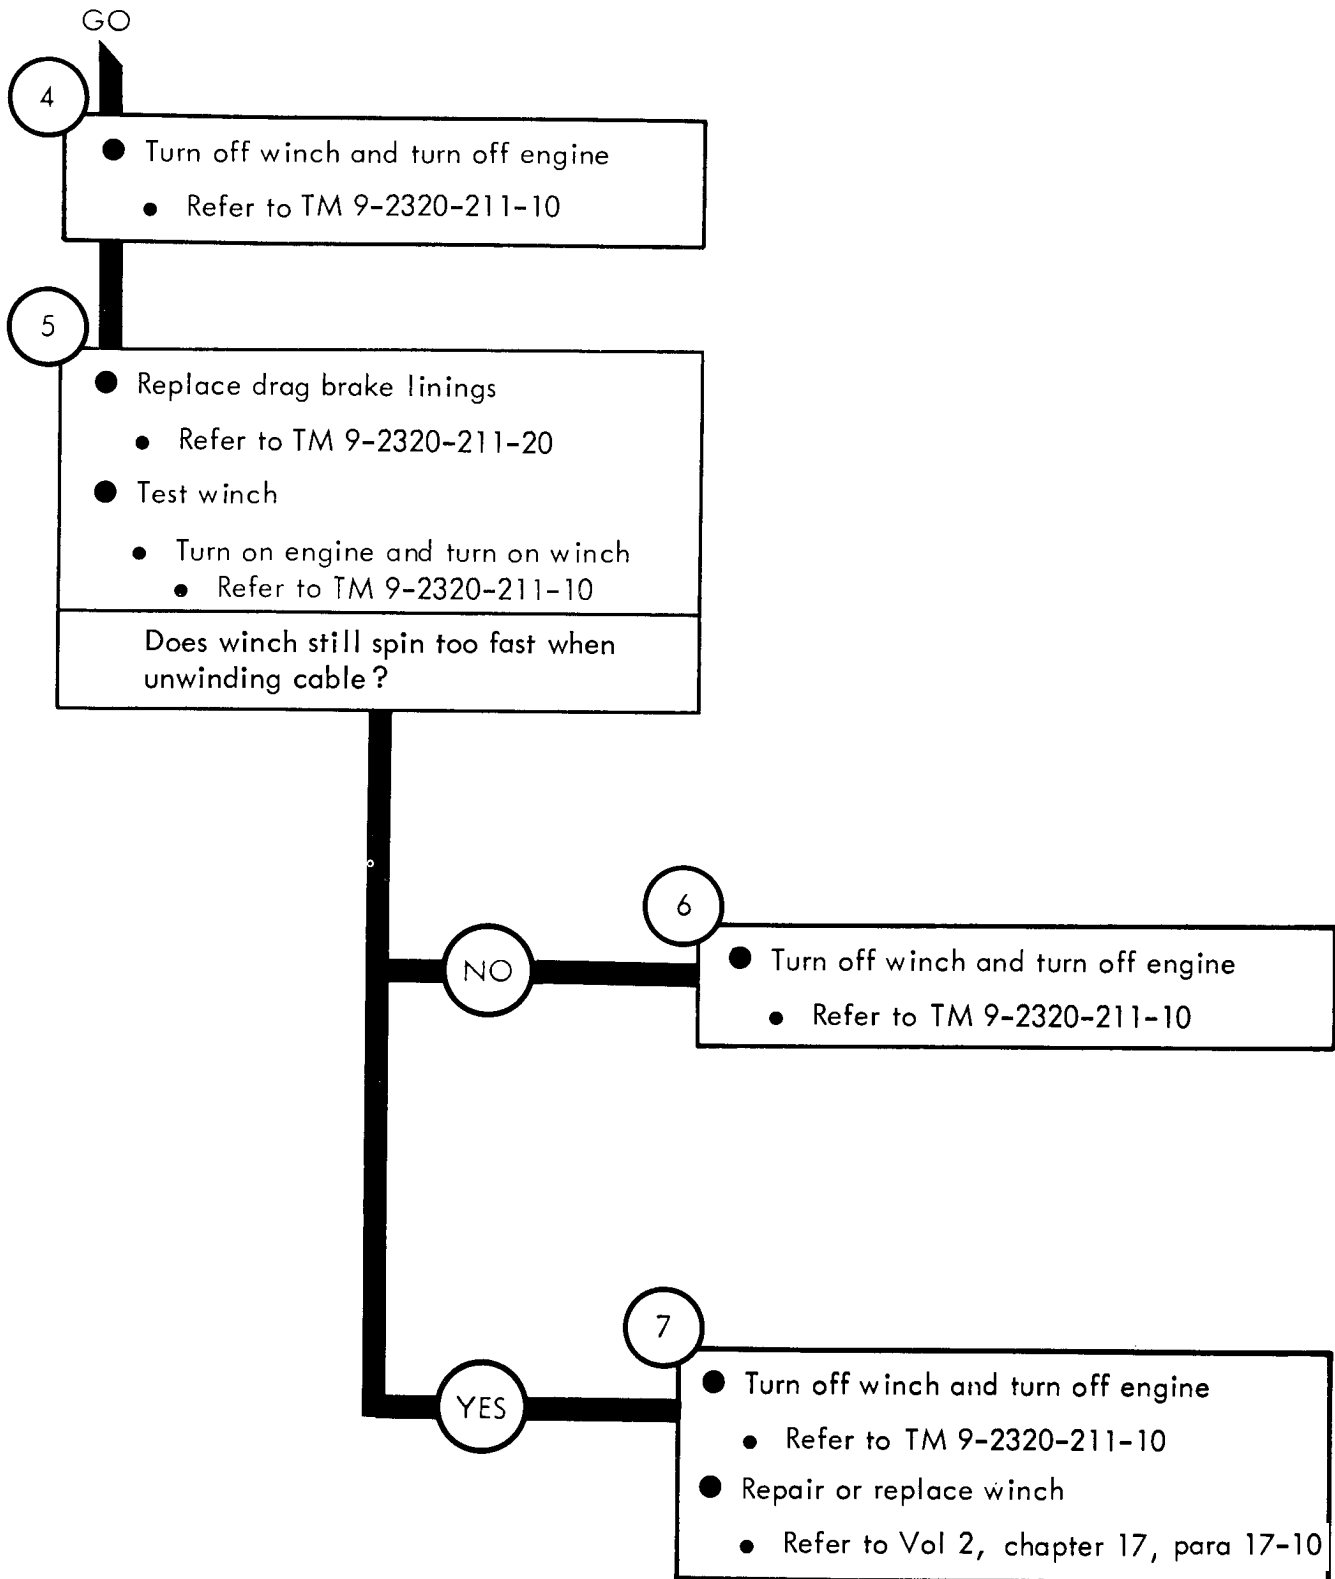 GO
4
● Turn off winch and turn off engine
● Refer to TM 9-2320-211-10
5
● Replace drag brake linings
● Refer to TM 9-2320-211-20
● Test winch
● Turn on engine and turn on winch
● Refer to TM 9-2320-211-10
Does winch still spin too fast when
unwinding cable?
NO
6
● Turn off winch and turn off engine
● Refer to TM 9-2320-211-10
YES
7
● Turn off winch and turn off engine
● Refer to TM 9-2320-211-10
● Repair or replace winch
● Refer to Vol 2, chapter 17, para 17-10